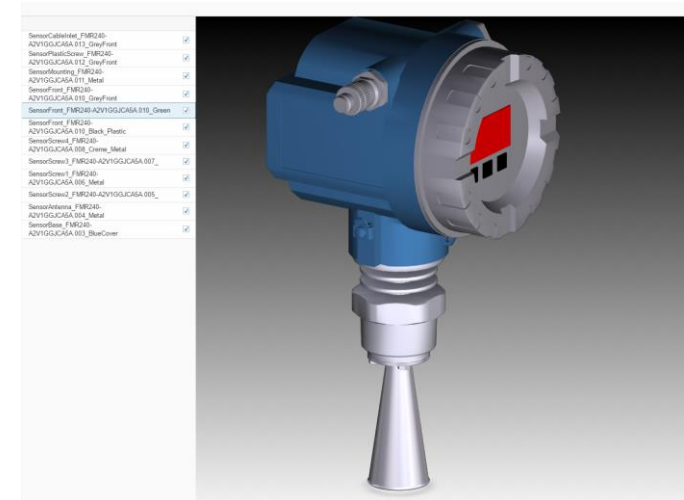 SensorCableInlet_FMR240-
A2V1GGJCA5A.013_GreyFront
SensorPlasticScrew_FMR240-
A2V1GGJCA5A.012_GreyFront
SensorMounting_FMR240-
A2V1GGJCA5A.011_Metal
SensorFront_FMR240-
A2V1GGJCA5A.010_GreyFront
SensorFront_FMR240-A2V1GGJCA5A.010_Green
SensorFront_FMR240-
A2V1GGJCA5A.010_Black_Plastic
SensorScrew4_FMR240-
A2V1GGJCA5A.008_Creme_Metal
SensorScrew3_FMR240-A2V1GGJCA5A.007_
SensorScrew1_FMR240-
A2V1GGJCA5A.006_Metal
SensorScrew2_FMR240-A2V1GGJCA5A.005_
SensorAntenna_FMR240-
A2V1GGJCA5A.004_Metal
SensorBase_FMR240-
A2V1GGJCA5A.003_BlueCover